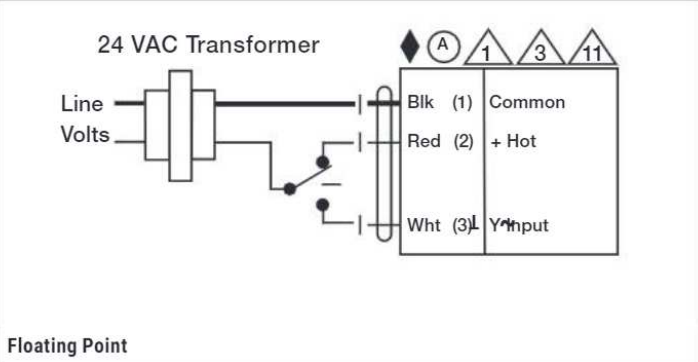 24 VAC Transformer
A 1 3 11
Line
Volts
Blk (1) Common
Red (2) + Hot
Wht (3) Y Input
Floating Point